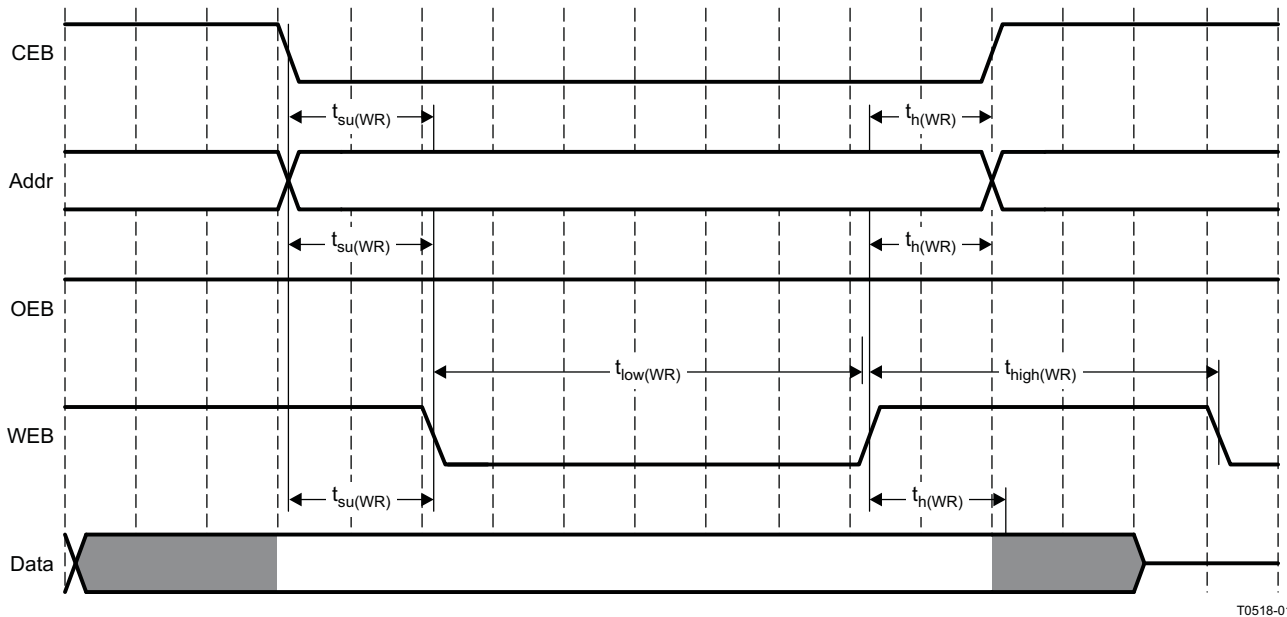 CEB
tsu(WR)
th(WR)
Addr
tsu(WR)
th(WR)
OEB
tlow(WR)
thigh(WR)
WEB
tsu(WR)
th(WR)
Data
T0518-01